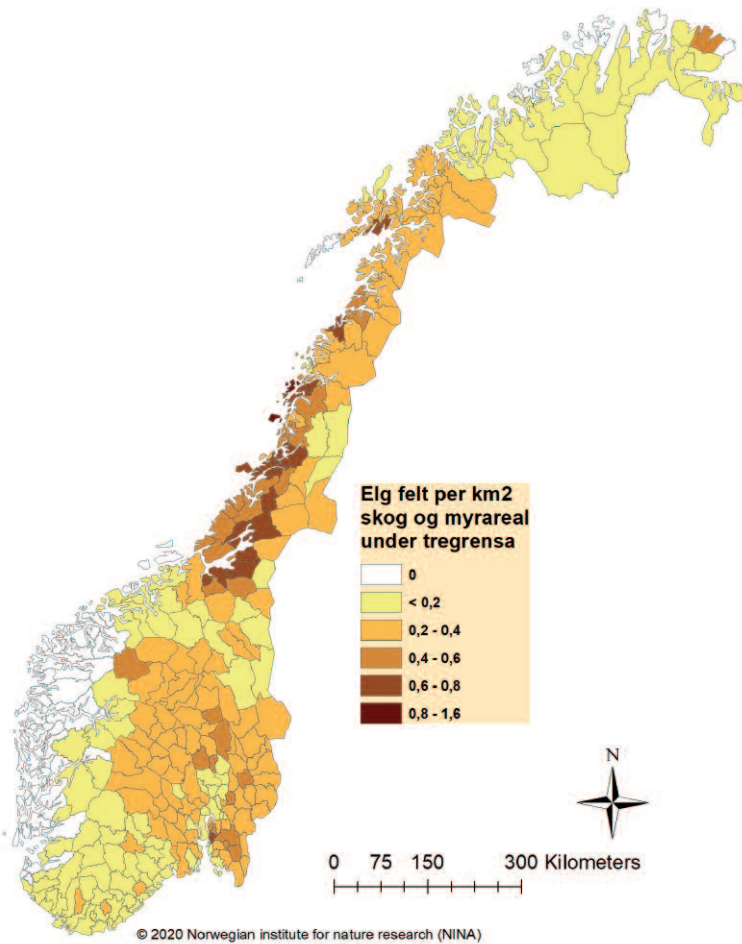 Elg felt per km2
skog og myrareal
under tregrensa
0
< 0,2
0,2 - 0,4
0,4 - 0,6
0,6 - 0,8
0,8 - 1,6
N
0 75 150 300 Kilometers
© 2020 Norwegian institute for nature research (NINA)